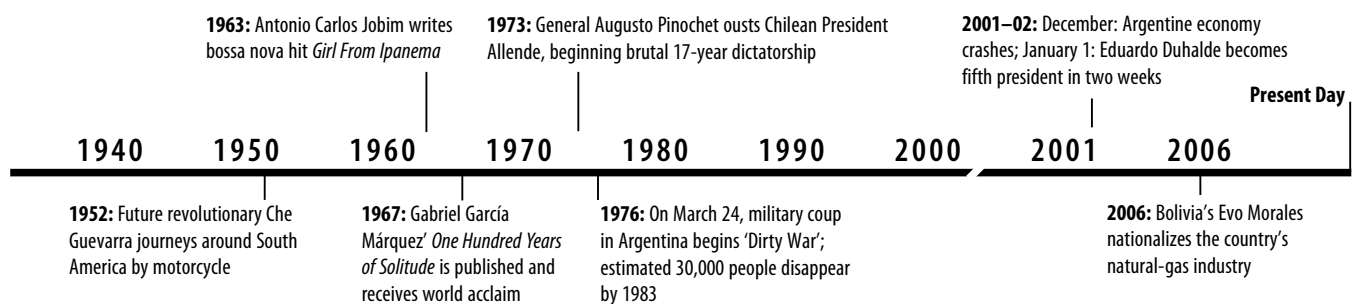 1963: Antonio Carlos Jobim writes
bossa nova hit Girl From Ipanema
1973: General Augusto Pinochet ousts Chilean President
Allende, beginning brutal 17-year dictatorship
2001–02: December: Argentine economy
crashes; January 1: Eduardo Duhalde becomes
fifth president in two weeks
Present Day
1940 1950 1960 1970 1980 1990 2000 2001 2006
1952: Future revolutionary Che
Guevarra journeys around South
America by motorcycle
1967: Gabriel García
Márquez’ One Hundred Years
of Solitude is published and
receives world acclaim
1976: On March 24, military coup
in Argentina begins ‘Dirty War’;
estimated 30,000 people disappear
by 1983
2006: Bolivia’s Evo Morales
nationalizes the country’s
natural-gas industry